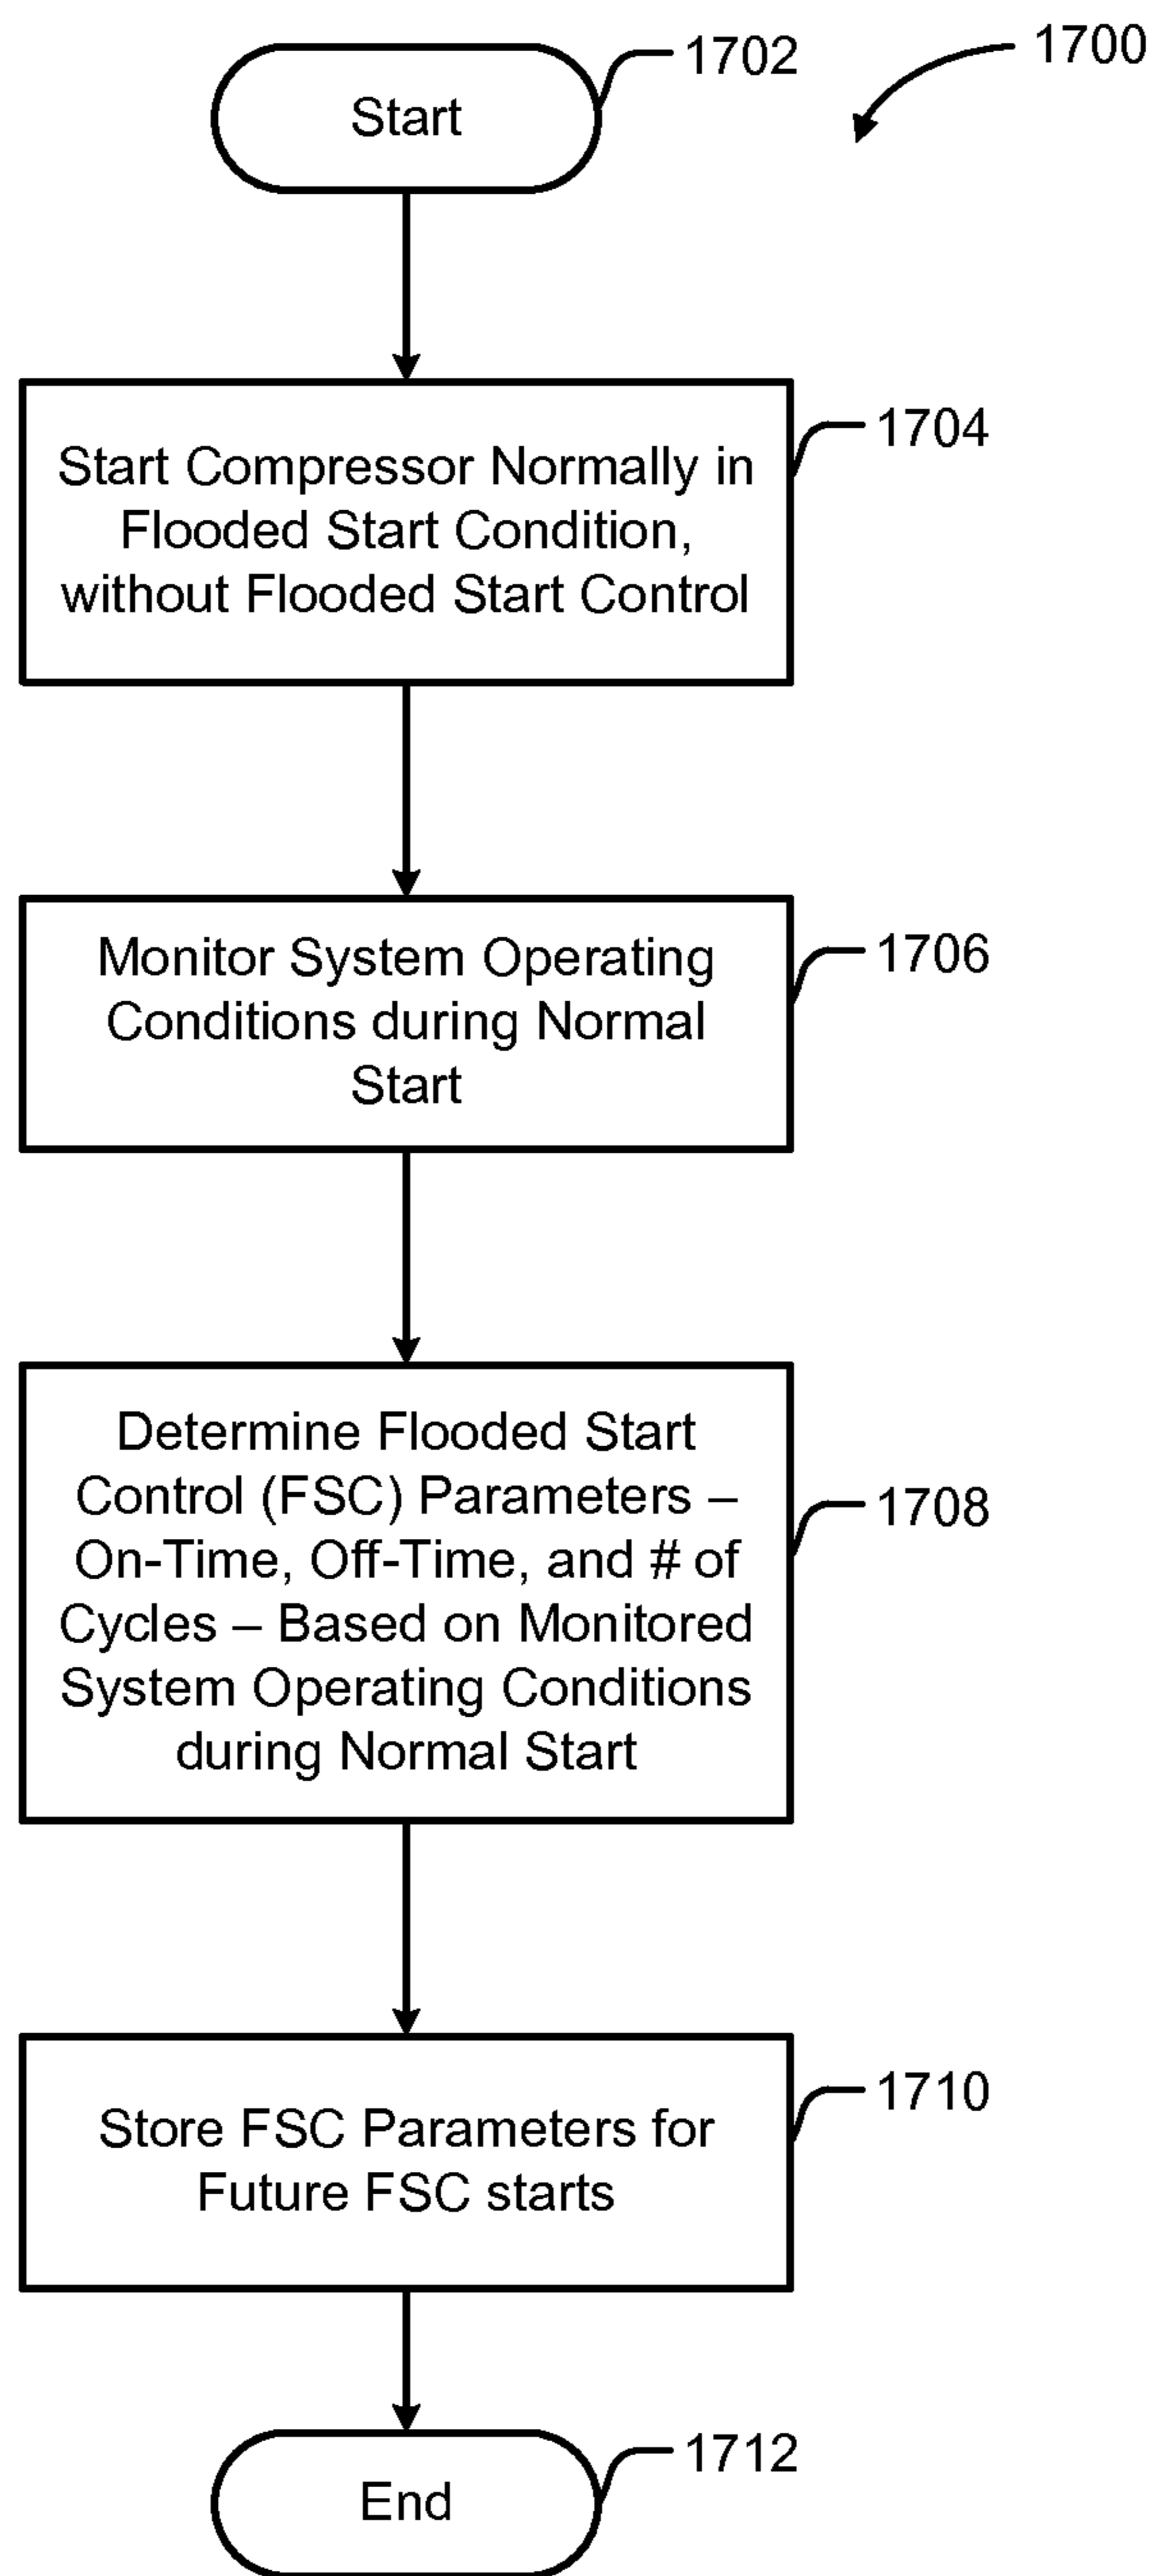 1700
1702
Start
1704
Start Compressor Normally in
Flooded Start Condition,
without Flooded Start Control
1706
Monitor System Operating
Conditions during Normal
Start
1708
Determine Flooded Start
Control (FSC) Parameters –
On-Time, Off-Time, and # of
Cycles – Based on Monitored
System Operating Conditions
during Normal Start
1710
Store FSC Parameters for
Future FSC starts
1712
End